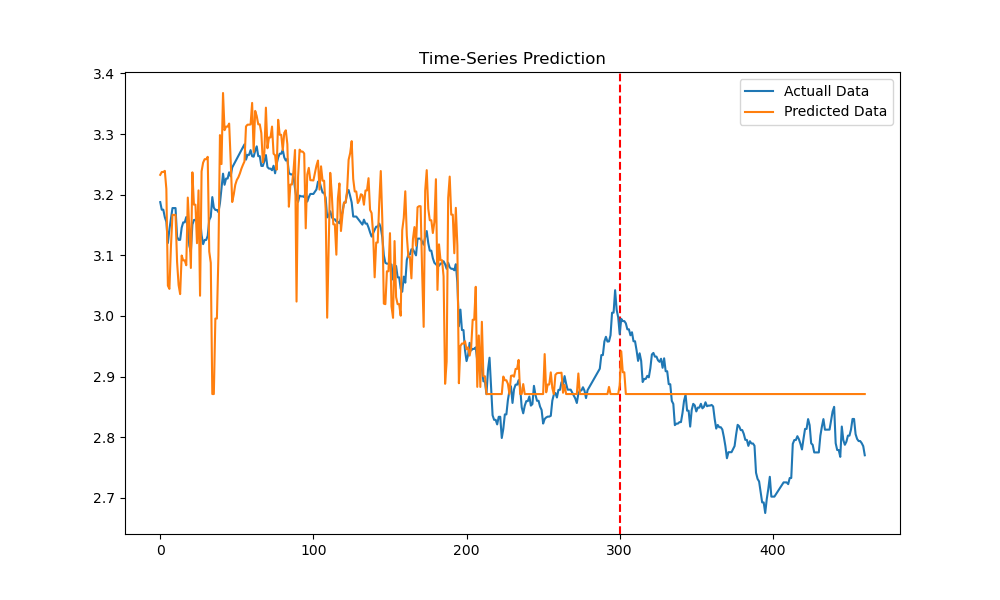 Time-Series Prediction
3.4
3.3
3.2
3.1
3.0
2.9
2.8
2.7
0 100 200 300 400
Actuall Data
Predicted Data